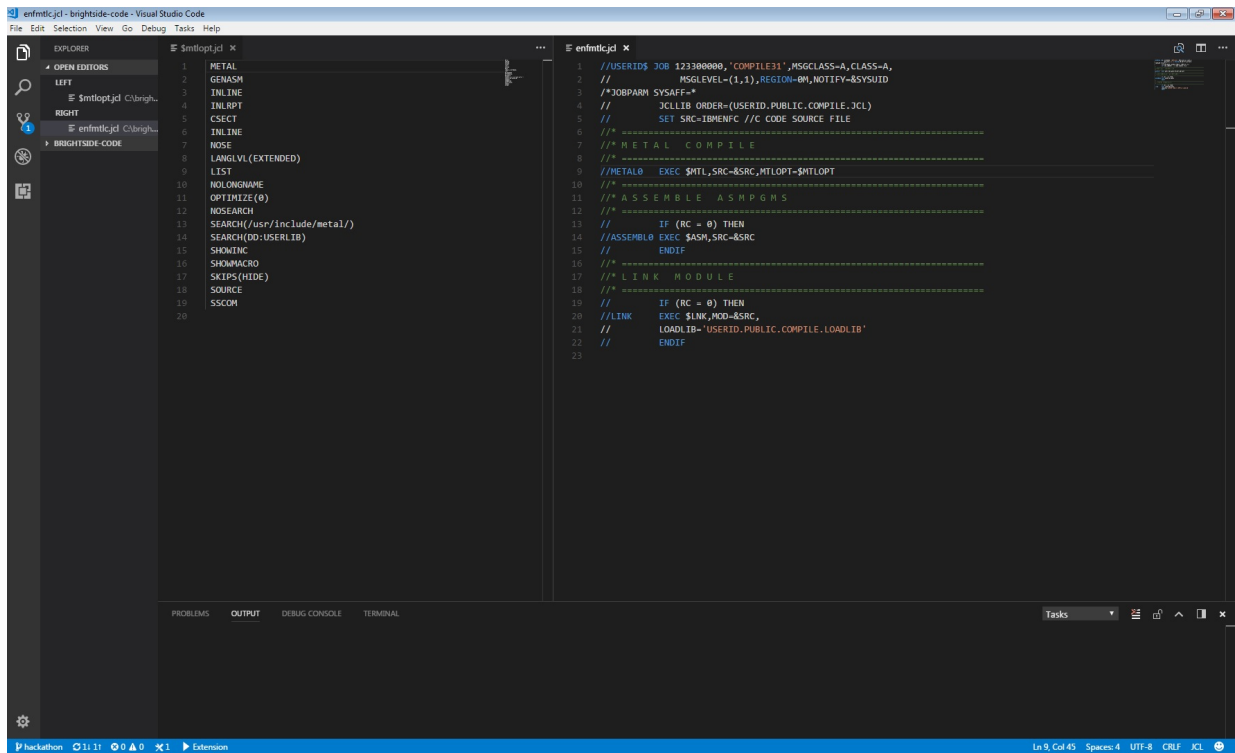 enfmtlc.jcl - brightside-code - Visual Studio Code
File Edit Selection View Go Debug Tasks Help
EXPLORER
OPEN EDITORS
LEFT
$mtlopt.jcl C:\brigh...
RIGHT
enfmtlc.jcl C:\brigh...
BRIGHTSIDE-CODE
1
$mtlopt.jcl ×
1 METAL
2 GENASM
3 INLINE
4 INLRPT
5 CSECT
6 INLINE
7 NOSE
8 LANGLVL(EXTENDED)
9 LIST
10 NOLONGNAME
11 OPTIMIZE(0)
12 NOSEARCH
13 SEARCH(/usr/include/metal/)
14 SEARCH(DD:USERLIB)
15 SHOWINC
16 SHOWMACRO
17 SKIPS(HIDE)
18 SOURCE
19 SSCOM
20
enfmtlc.jcl ×
1 //USERID$ JOB 123300000,'COMPILE31',MSGCLASS=A,CLASS=A,
2 // MSGLEVEL=(1,1),REGION=0M,NOTIFY=&SYSUID
3 /*JOBPARM SYSAFF=*
4 // JCLLIB ORDER=(USERID.PUBLIC.COMPILE.JCL)
5 // SET SRC=IBMENFC //C CODE SOURCE FILE
6 //* ===================================================================
7 //* M E T A L   C O M P I L E
8 //* ===================================================================
9 //METAL0 EXEC $MTL,SRC=&SRC,MTLOPT=$MTLOPT
10 //* ===================================================================
11 //* A S S E M B L E   A S M P G M S
12 //* ===================================================================
13 // IF (RC = 0) THEN
14 //ASSEMBL0 EXEC $ASM,SRC=&SRC
15 // ENDIF
16 //* ===================================================================
17 //* L I N K   M O D U L E
18 //* ===================================================================
19 // IF (RC = 0) THEN
20 //LINK EXEC $LNK,MOD=&SRC,
21 // LOADLIB='USERID.PUBLIC.COMPILE.LOADLIB'
22 // ENDIF
23
PROBLEMS OUTPUT DEBUG CONSOLE TERMINAL
Tasks
hackathon 1↓ 1↑ 0 0 1 Extension
Ln 9, Col 45 Spaces: 4 UTF-8 CRLF JCL